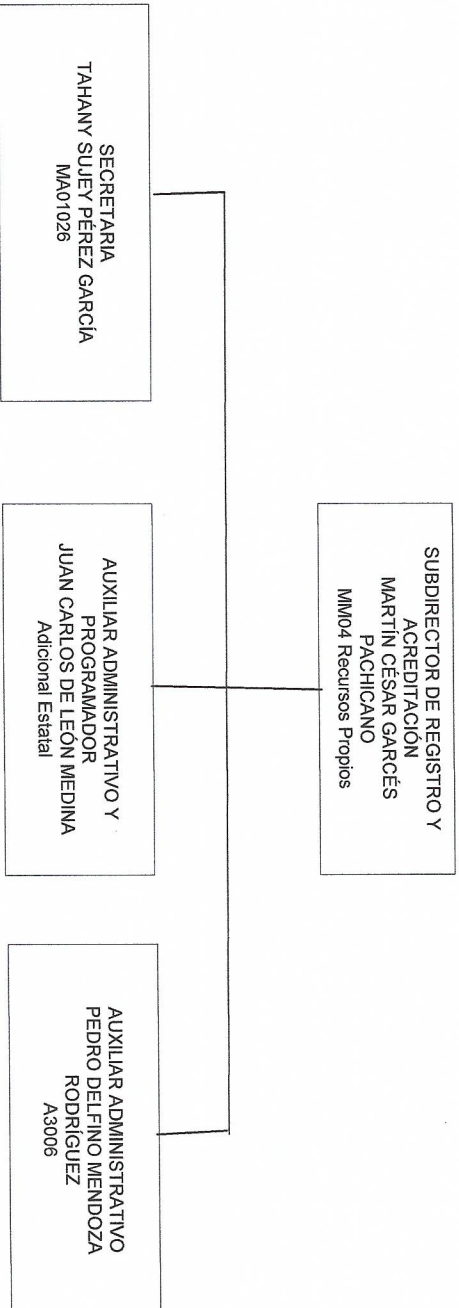 SUBDIRECTOR DE REGISTRO Y
ACREDITACIÓN
MARTÍN CÉSAR GARCÉS
PACHICANO
MM04 Recursos Propios
SECRETARIA
TAHANY SUJEY PÉREZ GARCÍA
MA01026
AUXILIAR ADMINISTRATIVO Y
PROGRAMADOR
JUAN CARLOS DE LEÓN MEDINA
Adicional Estatal
AUXILIAR ADMINISTRATIVO
PEDRO DELFINO MENDOZA
RODRÍGUEZ
A3006